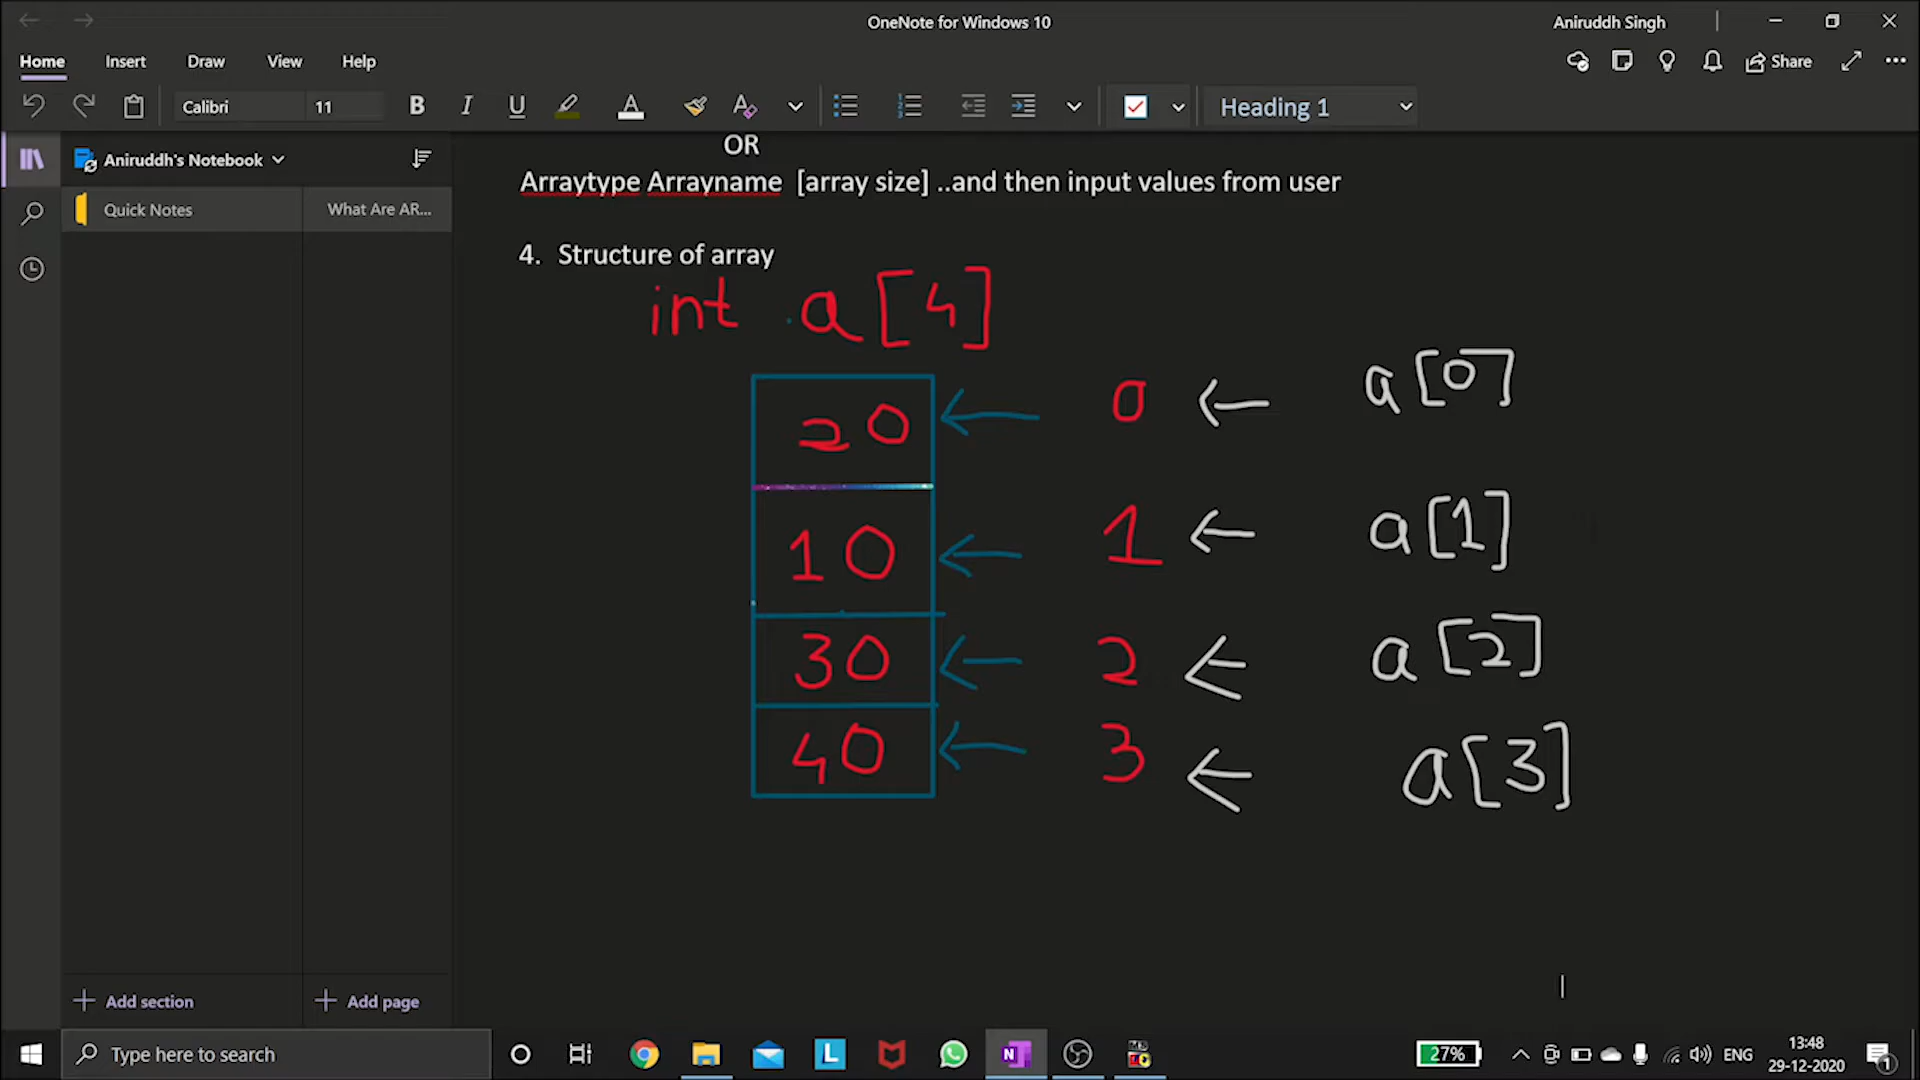 OneNote for Windows 10
Aniruddh Singh
Home Insert Draw View Help
Share
Calibri 11 B I U A A Heading 1
Aniruddh's Notebook
Quick Notes
What Are AR...
OR
Arraytype Arrayname [array size] ..and then input values from user
4. Structure of array
int a [4]
20 0 a[0]
10 1 a[1]
30 2 a[2]
40 3 a[3]
Add section
Add page
Type here to search
L
N
27%
ENG
13:48
29-12-2020
1